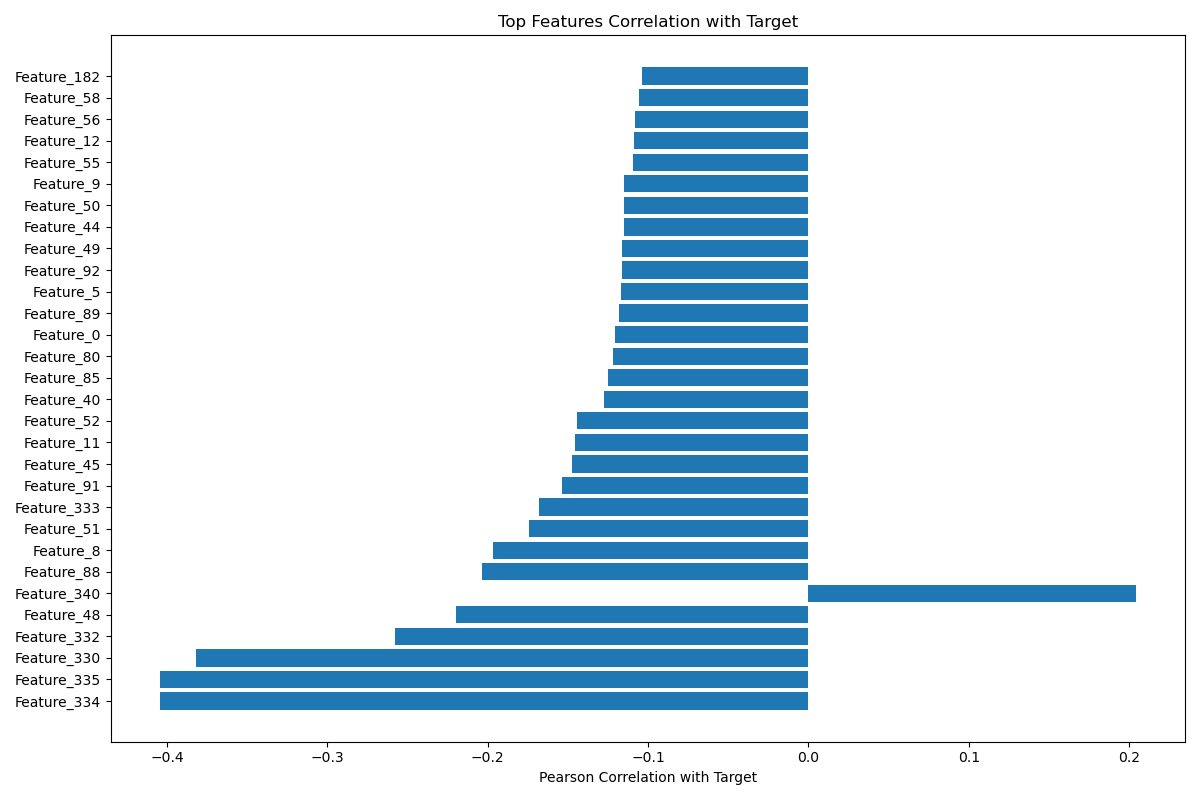 Top Features Correlation with Target
Feature_182
Feature_58
Feature_56
Feature_12
Feature_55
Feature_9
Feature_50
Feature_44
Feature_49
Feature_92
Feature_5
Feature_89
Feature_0
Feature_80
Feature_85
Feature_40
Feature_52
Feature_11
Feature_45
Feature_91
Feature_333
Feature_51
Feature_8
Feature_88
Feature_340
Feature_48
Feature_332
Feature_330
Feature_335
Feature_334
−0.4 −0.3 −0.2 −0.1 0.0 0.1 0.2
Pearson Correlation with Target